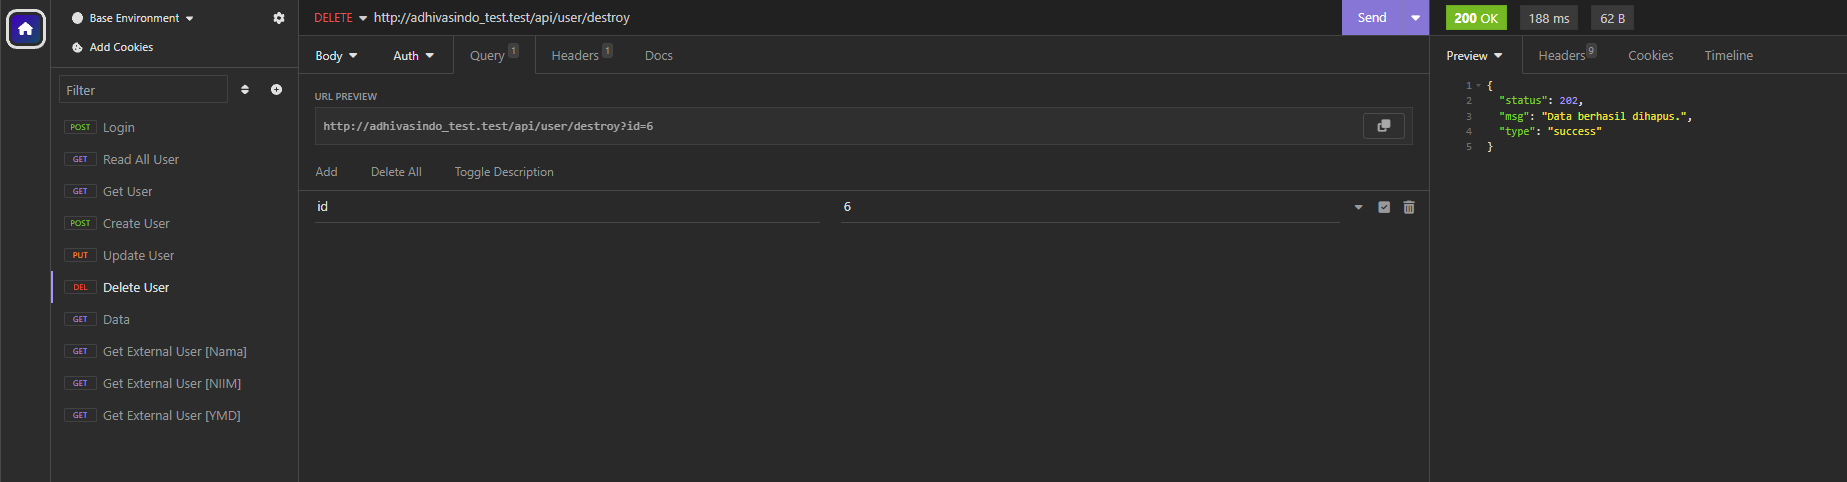 Base Environment
Add Cookies
Filter
POST Login
GET Read All User
GET Get User
POST Create User
PUT Update User
DEL Delete User
GET Data
GET Get External User [Nama]
GET Get External User [NIIM]
GET Get External User [YMD]
DELETE http://adhivasindo_test.test/api/user/destroy Send
Body Auth Query 1 Headers 1 Docs
URL PREVIEW
http://adhivasindo_test.test/api/user/destroy?id=6
Add Delete All Toggle Description
id 6
200 OK 188 ms 62 B
Preview Headers 9 Cookies Timeline
1 {
2 "status": 202,
3 "msg": "Data berhasil dihapus.",
4 "type": "success"
5 }